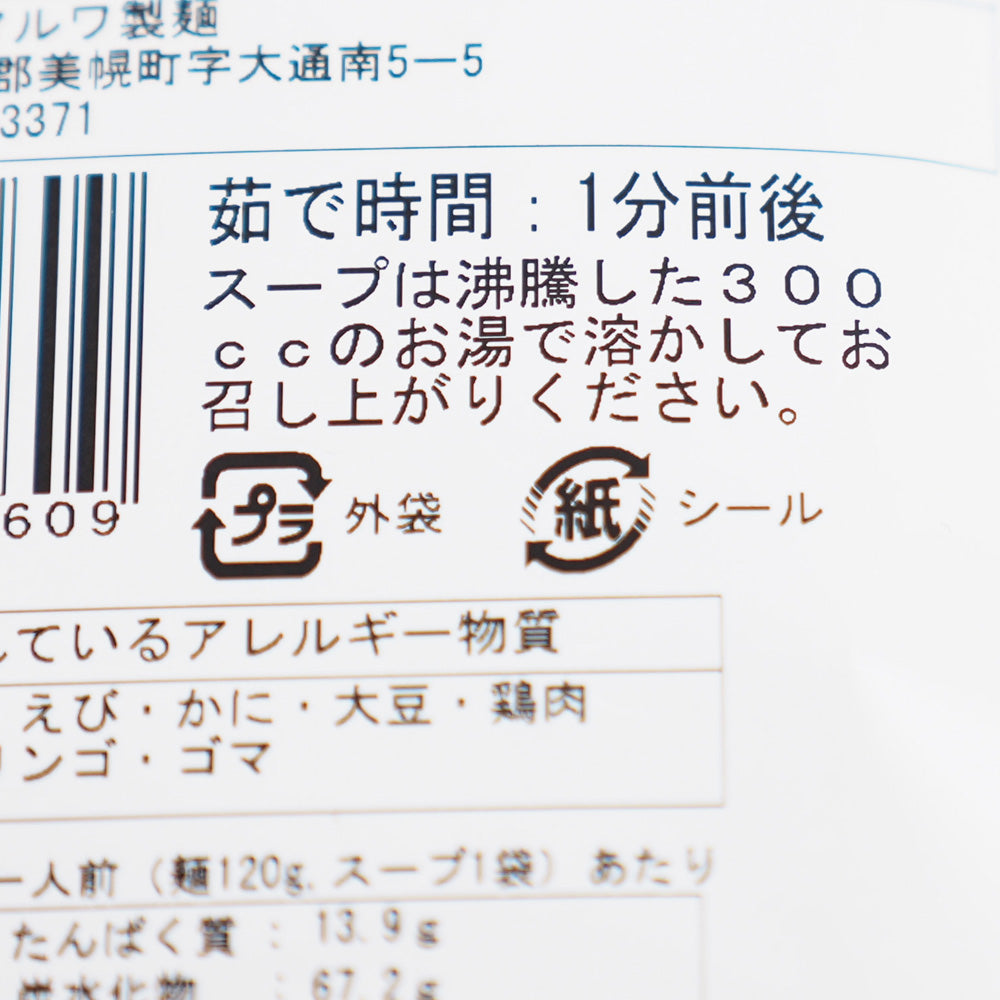 ルワ製麺
郡美幌町字大通南5－5
3371
茹で時間：1分前後
スープは沸騰した３００
ｃｃのお湯で溶かしてお
召し上がりください。
609
プラ 外袋 紙 シール
ているアレルギー物質
えび・かに・大豆・鶏肉
リンゴ・ゴマ
一人前（麺120g.スープ1袋）あたり
たんぱく質：13.9g
炭水化物：67.2g